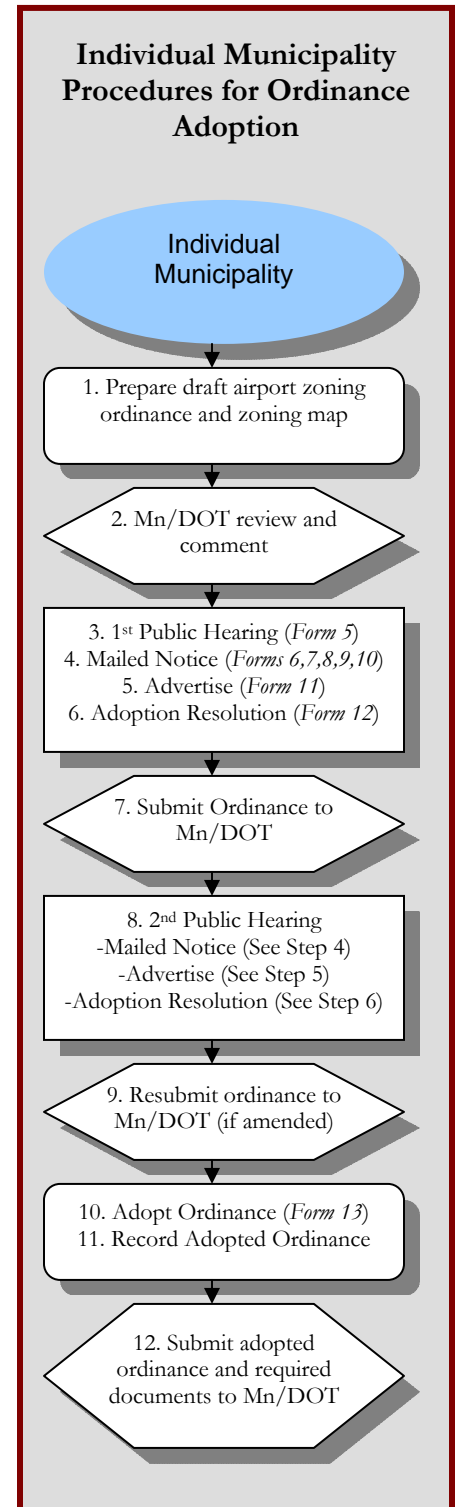 Individual Municipality
Procedures for Ordinance
Adoption
Individual
Municipality
1. Prepare draft airport zoning
ordinance and zoning map
2. Mn/DOT review and
comment
3. 1st Public Hearing (Form 5)
4. Mailed Notice (Forms 6,7,8,9,10)
5. Advertise (Form 11)
6. Adoption Resolution (Form 12)
7. Submit Ordinance to
Mn/DOT
8. 2nd Public Hearing
-Mailed Notice (See Step 4)
-Advertise (See Step 5)
-Adoption Resolution (See Step 6)
9. Resubmit ordinance to
Mn/DOT (if amended)
10. Adopt Ordinance (Form 13)
11. Record Adopted Ordinance
12. Submit adopted
ordinance and required
documents to Mn/DOT